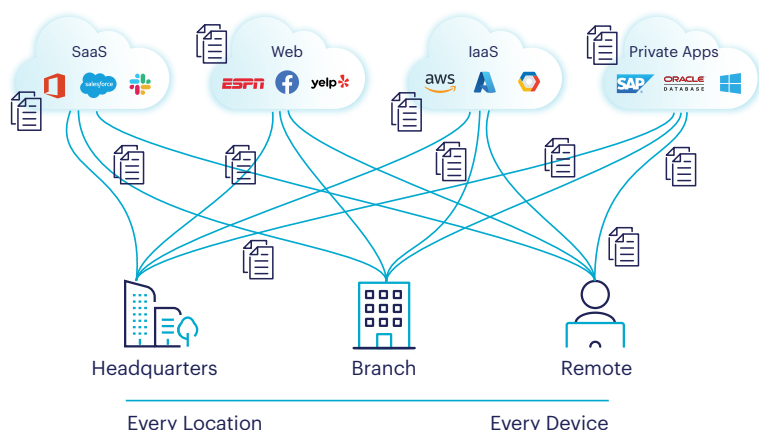 SaaS
Web
IaaS
Private Apps
salesforce
ESPN
yelp
aws
SAP
ORACLE
DATABASE
Headquarters
Branch
Remote
Every Location
Every Device